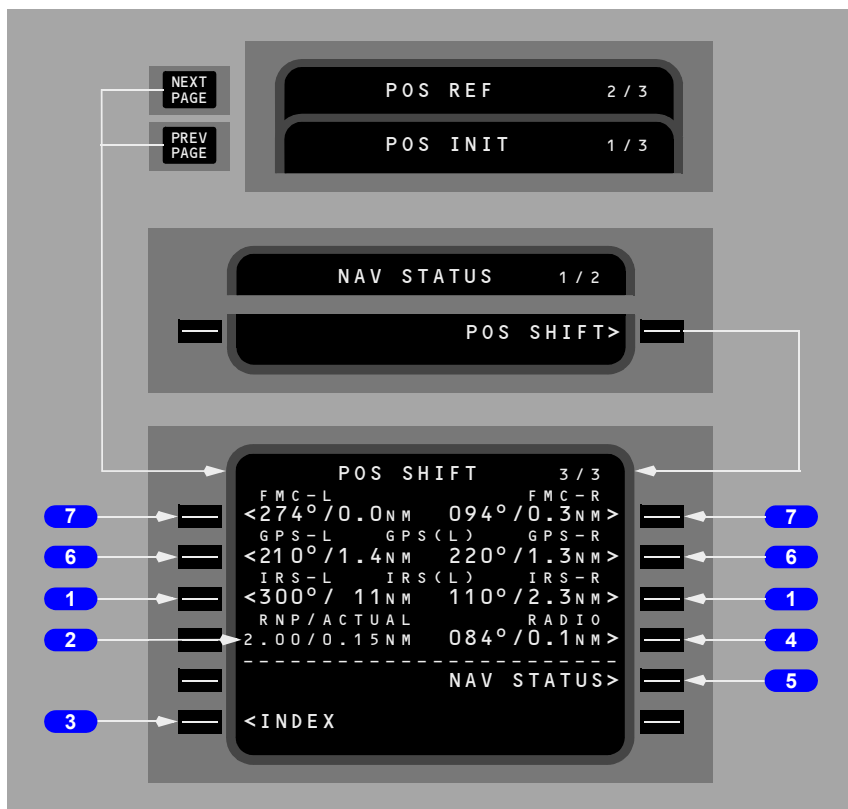 NEXT
PAGE
POS REF 2/3
PREV
PAGE
POS INIT 1/3
NAV STATUS 1/2
POS SHIFT>
POS SHIFT 3/3
FMC-L FMC-R
7 <274°/0.0NM 094°/0.3NM> 7
GPS-L GPS(L) GPS-R
6 <210°/1.4NM 220°/1.3NM> 6
IRS-L IRS(L) IRS-R
1 <300°/ 11NM 110°/2.3NM> 1
RNP/ACTUAL RADIO
2 2.00/0.15NM 084°/0.1NM> 4
------------------------
NAV STATUS> 5
3 <INDEX